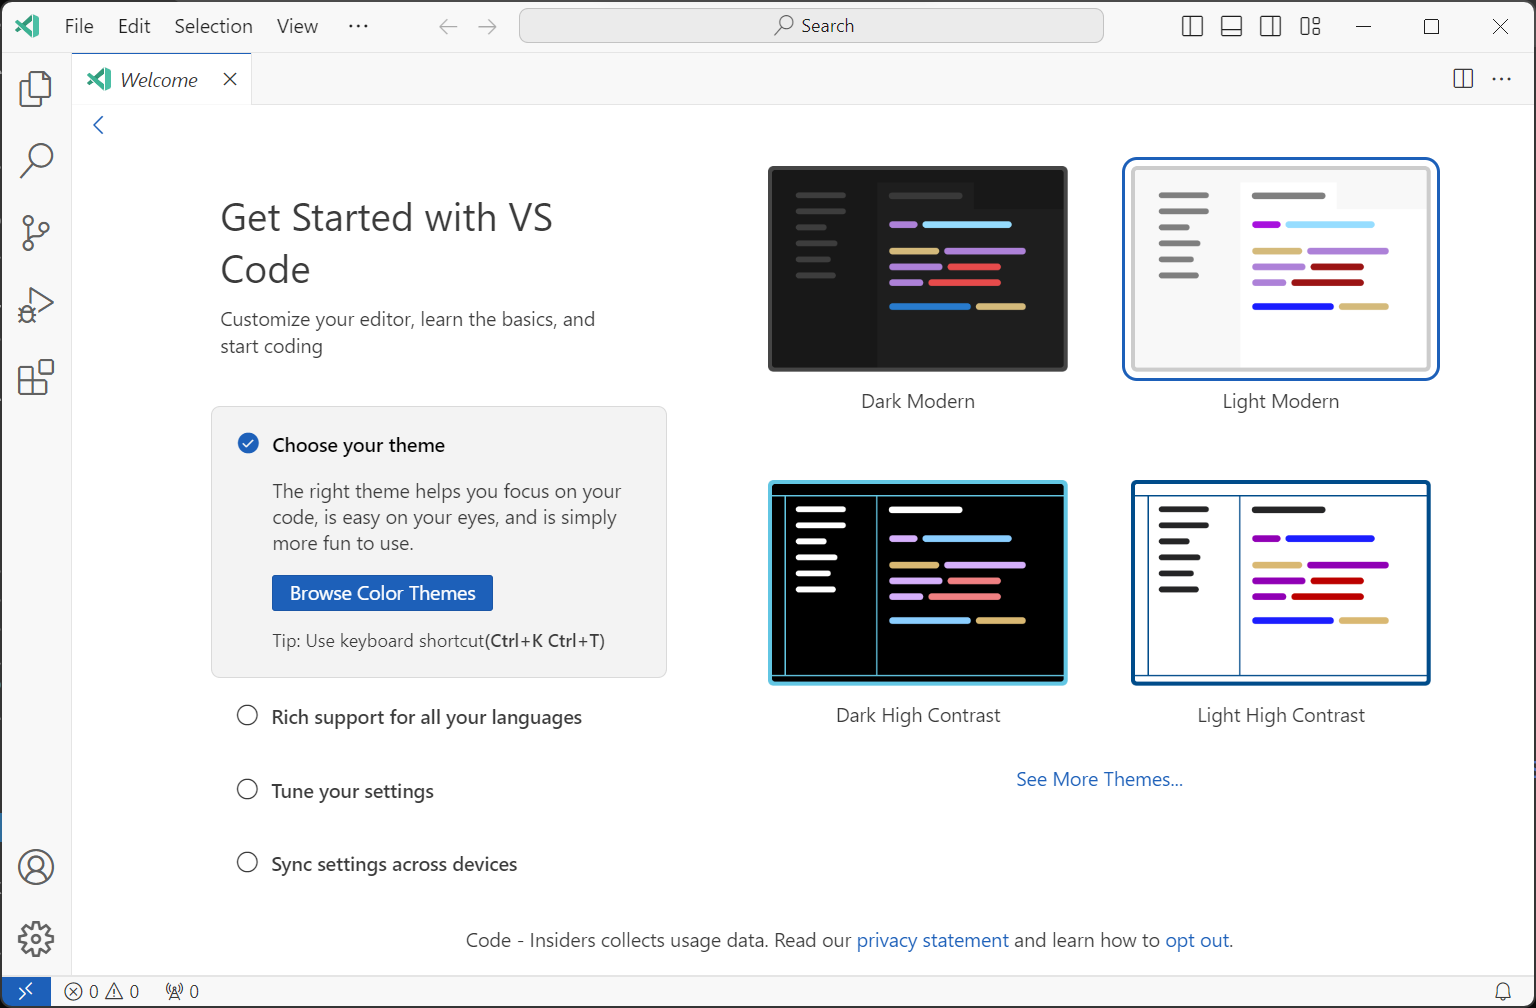 File Edit Selection View ···
Search
Welcome
Get Started with VS
Code
Customize your editor, learn the basics, and
start coding
Choose your theme
The right theme helps you focus on your
code, is easy on your eyes, and is simply
more fun to use.
Browse Color Themes
Tip: Use keyboard shortcut(Ctrl+K Ctrl+T)
Rich support for all your languages
Tune your settings
Sync settings across devices
Dark Modern
Light Modern
Dark High Contrast
Light High Contrast
See More Themes...
Code - Insiders collects usage data. Read our privacy statement and learn how to opt out.
0 0 0